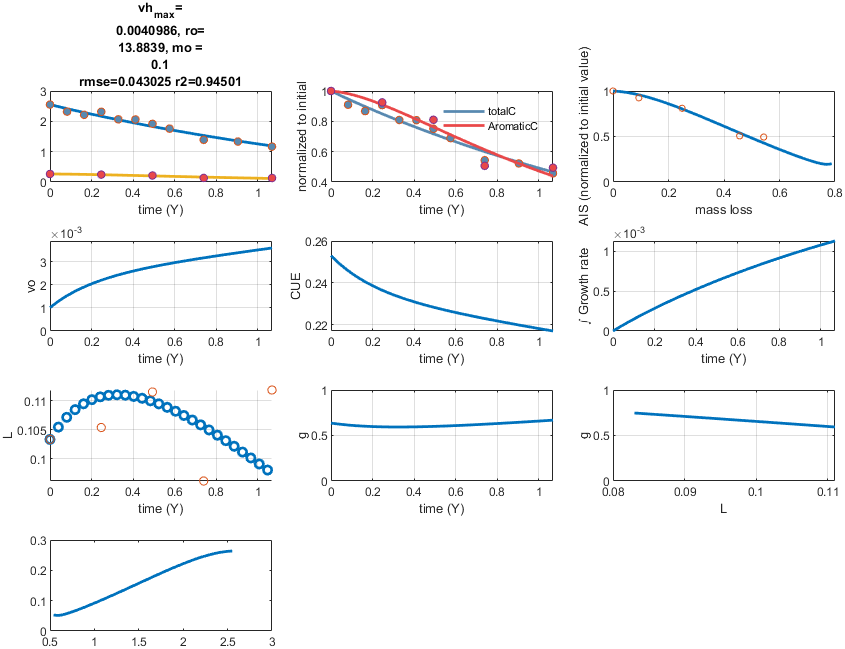 vh_max=
0.0040986, ro=
13.8839, mo =
0.1
rmse=0.043025 r2=0.94501
3
2
1
0
0 0.2 0.4 0.6 0.8 1
time (Y)
normalized to initial
1
0.8
0.6
0.4
totalC
AromaticC
0 0.2 0.4 0.6 0.8 1
time (Y)
AIS (normalized to initial value)
1
0.5
0
0 0.2 0.4 0.6 0.8
mass loss
×10^-3
vo
3
2
1
0
0 0.2 0.4 0.6 0.8 1
time (Y)
CUE
0.26
0.24
0.22
0 0.2 0.4 0.6 0.8 1
time (Y)
×10^-3
∫ Growth rate
1
0.5
0
0 0.2 0.4 0.6 0.8 1
time (Y)
L
0.11
0.105
0.1
0 0.2 0.4 0.6 0.8 1
time (Y)
g
1
0.5
0
0 0.2 0.4 0.6 0.8 1
time (Y)
g
1
0.5
0
0.08 0.09 0.1 0.11
L
0.3
0.2
0.1
0
0.5 1 1.5 2 2.5 3